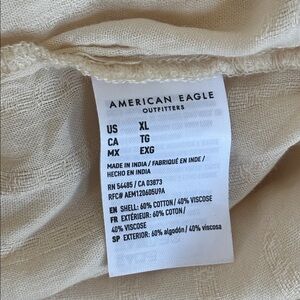 AMERICAN EAGLE
OUTFITTERS
US XL
CA TG
MX EXG
MADE IN INDIA / FABRIQUÉ EN INDE /
HECHO EN INDIA
RN 54485 / CA 03873
RFC# AEM120605U9A
EN SHELL: 60% COTTON/ 40% VISCOSE
FR EXTÉRIEUR: 60% COTON/
40% VISCOSE
SP EXTERIOR: 60% algodón / 40% viscosa